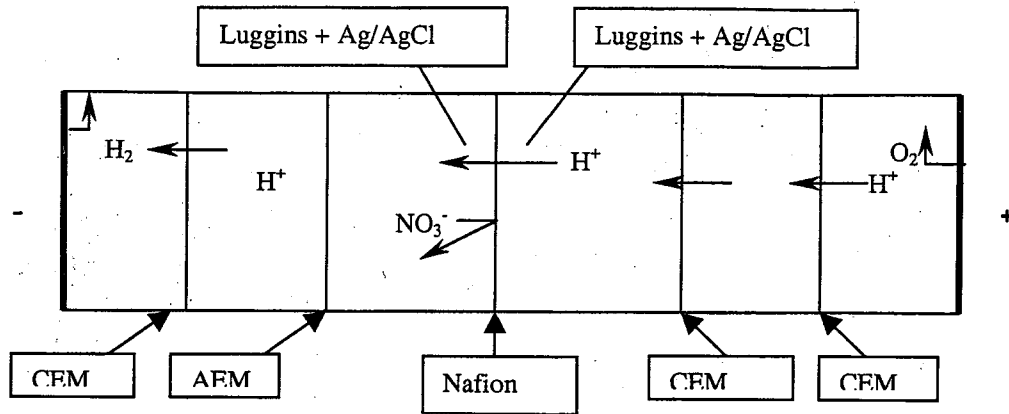 Luggins + Ag/AgCl
Luggins + Ag/AgCl
H₂
H⁺
H⁺
O₂
H⁺
NO₃⁻
-
+
CEM
AEM
Nafion
CEM
CEM